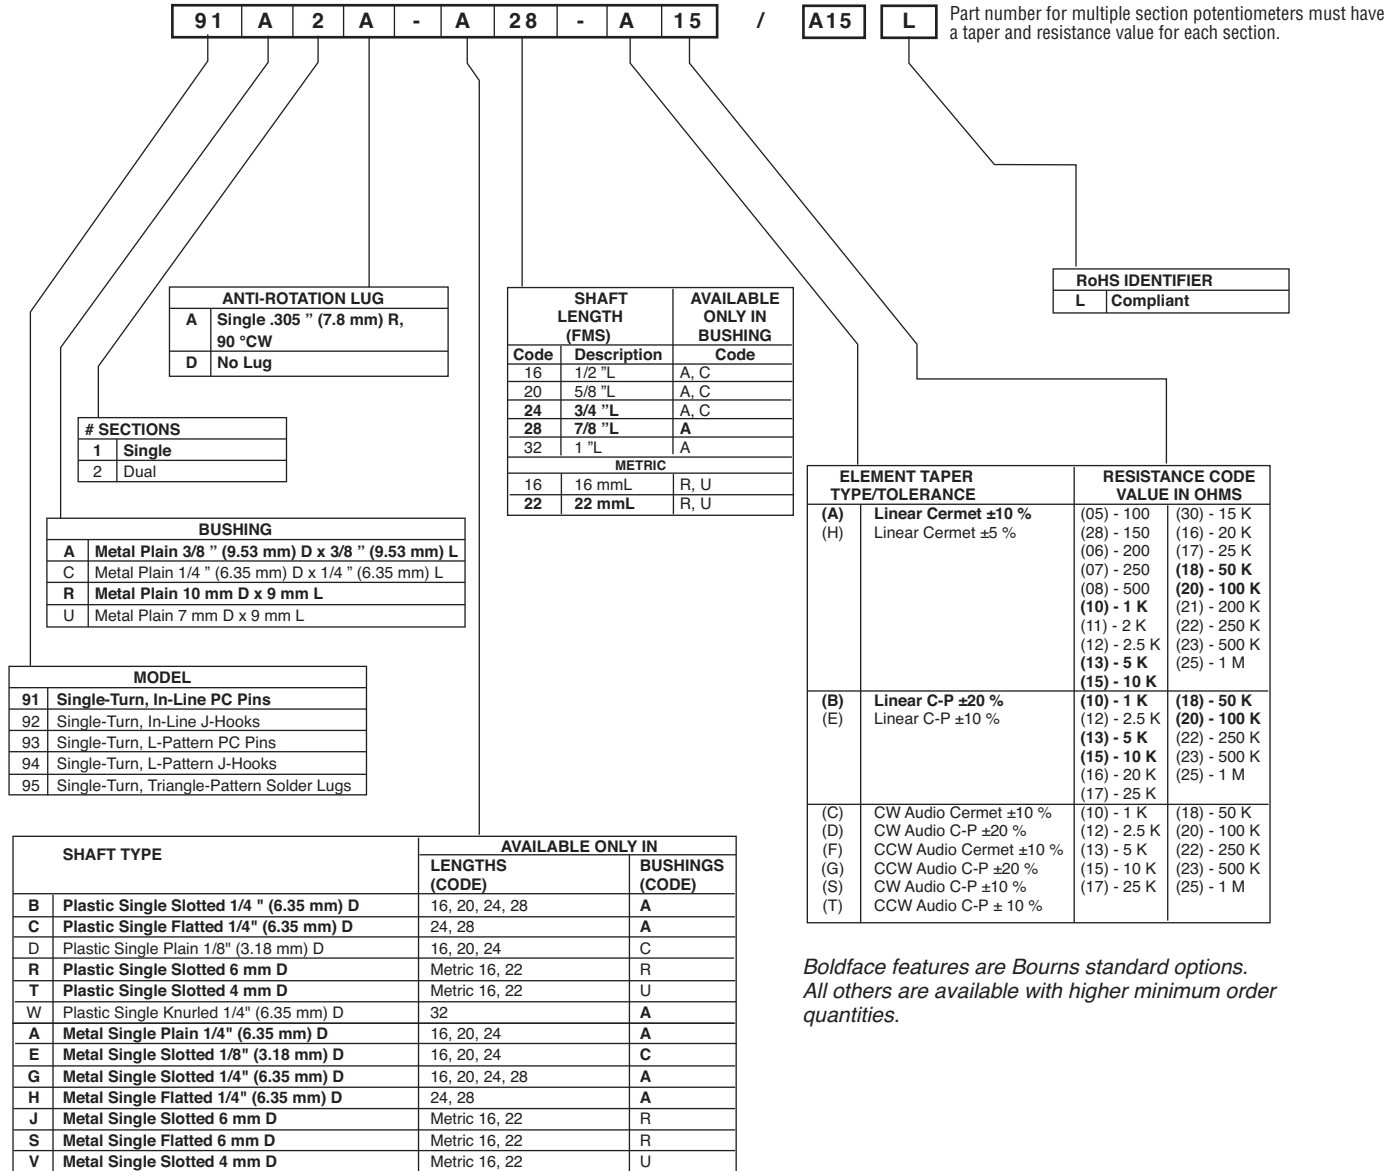 91 A 2 A - A 28 - A 15 / A15 L
Part number for multiple section potentiometers must have
a taper and resistance value for each section.
RoHS IDENTIFIER
L Compliant
ANTI-ROTATION LUG
A Single .305 ” (7.8 mm) R,
90 °CW
D No Lug
SHAFT LENGTH (FMS) AVAILABLE ONLY IN BUSHING
Code Description Code
16 1/2 ”L A, C
20 5/8 ”L A, C
24 3/4 ”L A, C
28 7/8 ”L A
32 1 ”L A
METRIC
16 16 mmL R, U
22 22 mmL R, U
# SECTIONS
1 Single
2 Dual
BUSHING
A Metal Plain 3/8 ” (9.53 mm) D x 3/8 ” (9.53 mm) L
C Metal Plain 1/4 ” (6.35 mm) D x 1/4 ” (6.35 mm) L
R Metal Plain 10 mm D x 9 mm L
U Metal Plain 7 mm D x 9 mm L
MODEL
91 Single-Turn, In-Line PC Pins
92 Single-Turn, In-Line J-Hooks
93 Single-Turn, L-Pattern PC Pins
94 Single-Turn, L-Pattern J-Hooks
95 Single-Turn, Triangle-Pattern Solder Lugs
ELEMENT TAPER RESISTANCE CODE
TYPE/TOLERANCE VALUE IN OHMS
(A) Linear Cermet ±10 % (05) - 100 (30) - 15 K
(H) Linear Cermet ±5 % (28) - 150 (16) - 20 K
(06) - 200 (17) - 25 K
(07) - 250 (18) - 50 K
(08) - 500 (20) - 100 K
(10) - 1 K (21) - 200 K
(11) - 2 K (22) - 250 K
(12) - 2.5 K (23) - 500 K
(13) - 5 K (25) - 1 M
(15) - 10 K
(B) Linear C-P ±20 % (10) - 1 K (18) - 50 K
(E) Linear C-P ±10 % (12) - 2.5 K (20) - 100 K
(13) - 5 K (22) - 250 K
(15) - 10 K (23) - 500 K
(16) - 20 K (25) - 1 M
(17) - 25 K
(C) CW Audio Cermet ±10 % (10) - 1 K (18) - 50 K
(D) CW Audio C-P ±20 % (12) - 2.5 K (20) - 100 K
(F) CCW Audio Cermet ±10 % (13) - 5 K (22) - 250 K
(G) CCW Audio C-P ±20 % (15) - 10 K (23) - 500 K
(S) CW Audio C-P ±10 % (17) - 25 K (25) - 1 M
(T) CCW Audio C-P ± 10 %
SHAFT TYPE AVAILABLE ONLY IN
LENGTHS BUSHINGS
(CODE) (CODE)
B Plastic Single Slotted 1/4 " (6.35 mm) D 16, 20, 24, 28 A
C Plastic Single Flatted 1/4" (6.35 mm) D 24, 28 A
D Plastic Single Plain 1/8" (3.18 mm) D 16, 20, 24 C
R Plastic Single Slotted 6 mm D Metric 16, 22 R
T Plastic Single Slotted 4 mm D Metric 16, 22 U
W Plastic Single Knurled 1/4" (6.35 mm) D 32 A
A Metal Single Plain 1/4" (6.35 mm) D 16, 20, 24 A
E Metal Single Slotted 1/8" (3.18 mm) D 16, 20, 24 C
G Metal Single Slotted 1/4" (6.35 mm) D 16, 20, 24, 28 A
H Metal Single Flatted 1/4" (6.35 mm) D 24, 28 A
J Metal Single Slotted 6 mm D Metric 16, 22 R
S Metal Single Flatted 6 mm D Metric 16, 22 R
V Metal Single Slotted 4 mm D Metric 16, 22 U
Boldface features are Bourns standard options.
All others are available with higher minimum order
quantities.